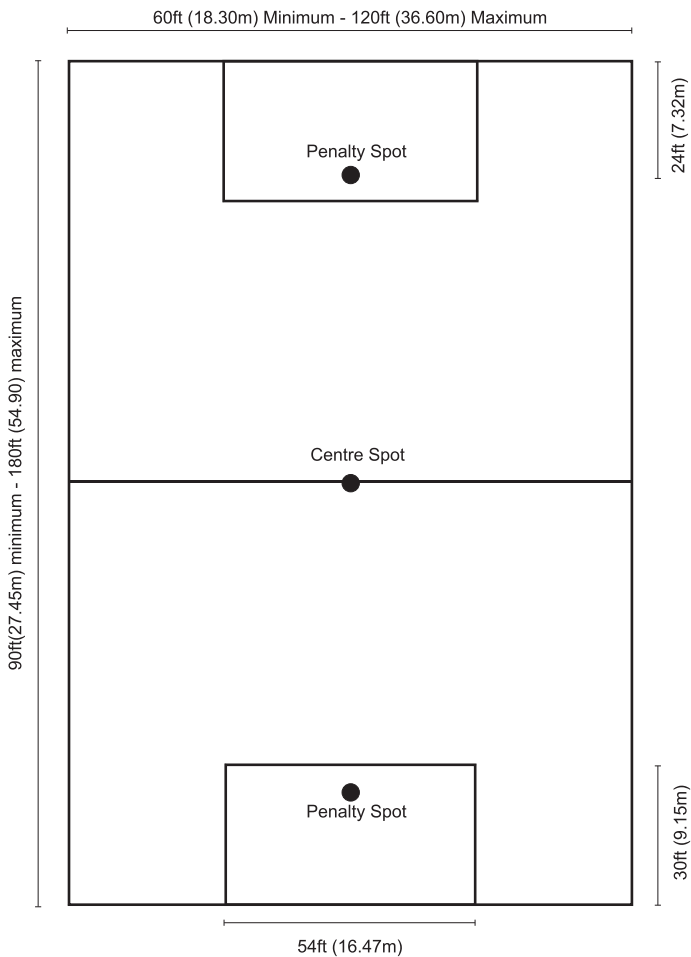 60ft (18.30m) Minimum - 120ft (36.60m) Maximum
24ft (7.32m)
Penalty Spot
90ft(27.45m) minimum - 180ft (54.90) maximum
Centre Spot
Penalty Spot
30ft (9.15m)
54ft (16.47m)